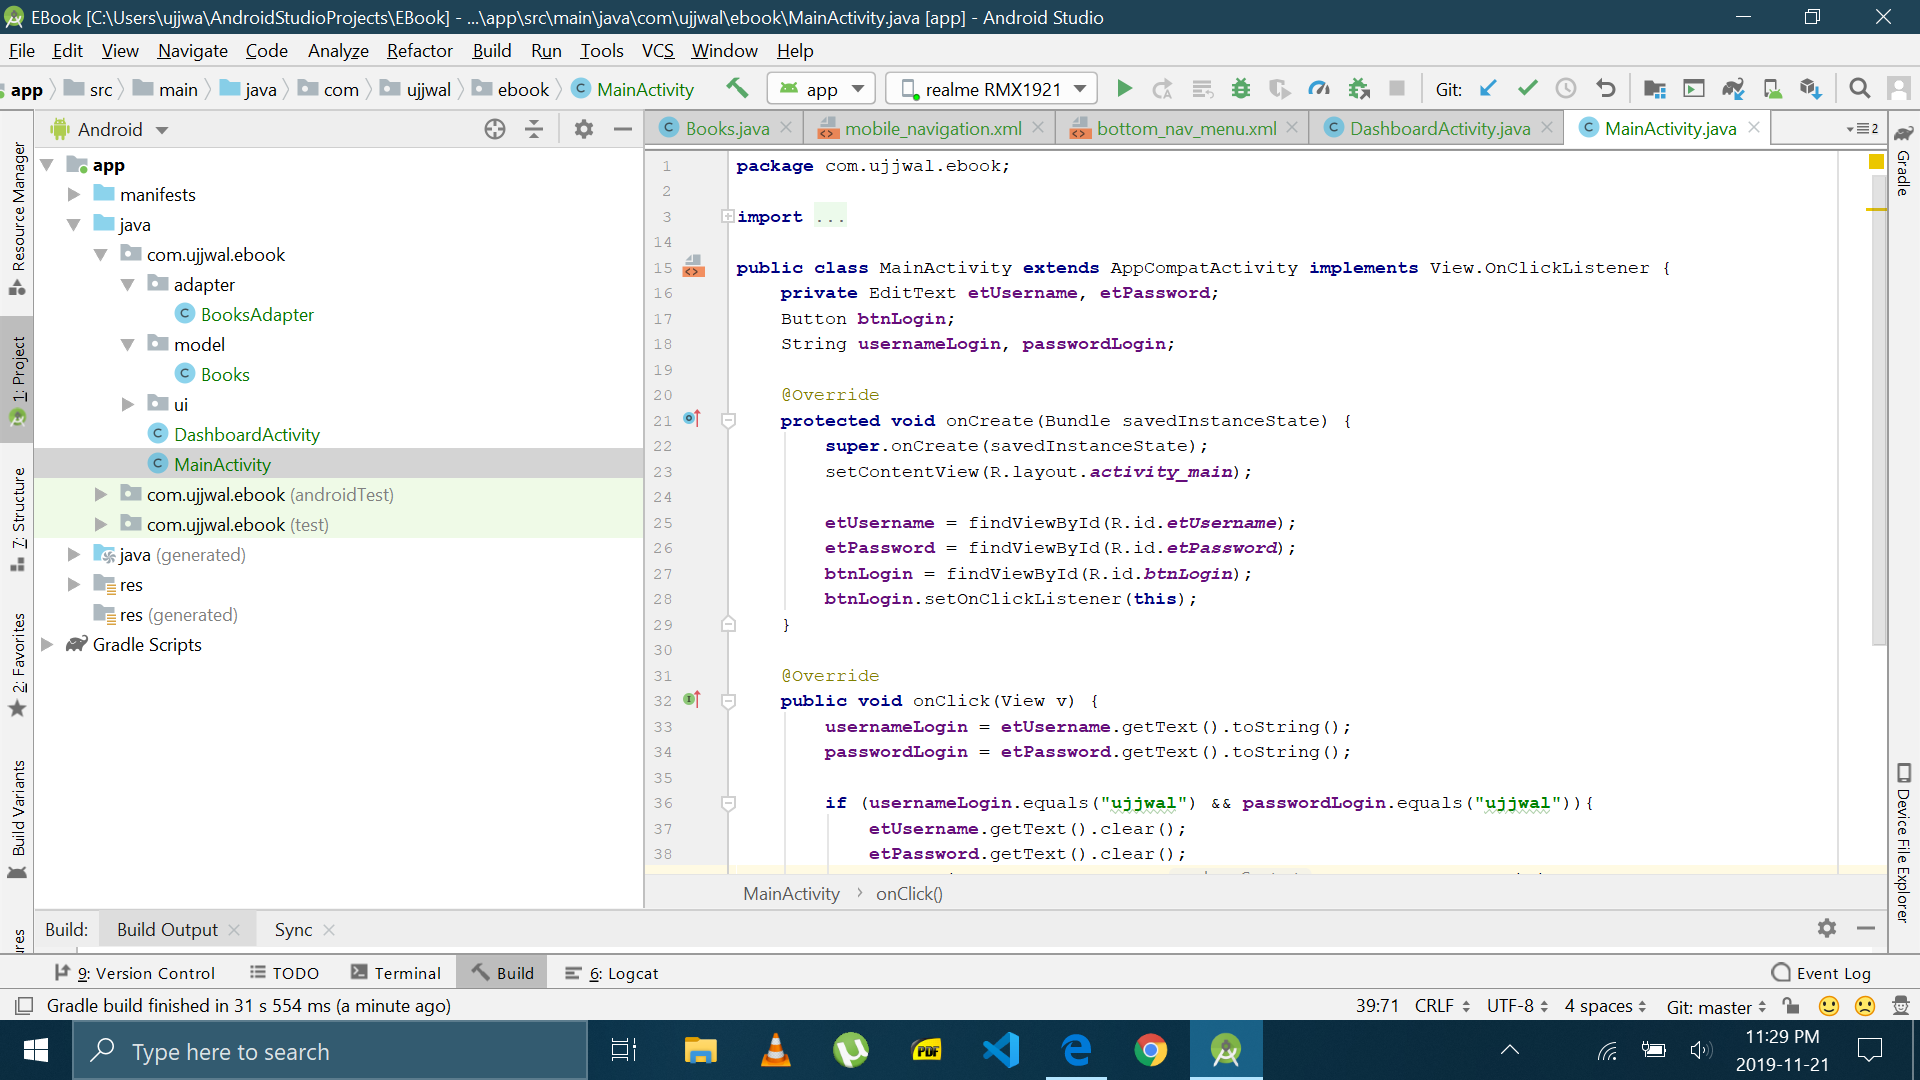 EBook [C:\Users\ujjwa\AndroidStudioProjects\EBook] - ...\app\src\main\java\com\ujjwal\ebook\MainActivity.java [app] - Android Studio
File Edit View Navigate Code Analyze Refactor Build Run Tools VCS Window Help
app src main java com ujjwal ebook MainActivity app realme RMX1921 Git:
Android
Books.java mobile_navigation.xml bottom_nav_menu.xml DashboardActivity.java MainActivity.java 2
Resource Manager
1: Project
7: Structure
2: Favorites
Build Variants
app
manifests
java
com.ujjwal.ebook
adapter
BooksAdapter
model
Books
ui
DashboardActivity
MainActivity
com.ujjwal.ebook (androidTest)
com.ujjwal.ebook (test)
java (generated)
res
res (generated)
Gradle Scripts
1 package com.ujjwal.ebook;
2
3 import ...
14
15 public class MainActivity extends AppCompatActivity implements View.OnClickListener {
16 private EditText etUsername, etPassword;
17 Button btnLogin;
18 String usernameLogin, passwordLogin;
19
20 @Override
21 protected void onCreate(Bundle savedInstanceState) {
22 super.onCreate(savedInstanceState);
23 setContentView(R.layout.activity_main);
24
25 etUsername = findViewById(R.id.etUsername);
26 etPassword = findViewById(R.id.etPassword);
27 btnLogin = findViewById(R.id.btnLogin);
28 btnLogin.setOnClickListener(this);
29 }
30
31 @Override
32 public void onClick(View v) {
33 usernameLogin = etUsername.getText().toString();
34 passwordLogin = etPassword.getText().toString();
35
36 if (usernameLogin.equals("ujjwal") && passwordLogin.equals("ujjwal")){
37 etUsername.getText().clear();
38 etPassword.getText().clear();
MainActivity onClick()
Gradle
Device File Explorer
Build: Build Output Sync
9: Version Control TODO Terminal Build 6: Logcat Event Log
Gradle build finished in 31 s 554 ms (a minute ago) 39:71 CRLF UTF-8 4 spaces Git: master
Type here to search
PDF
11:29 PM
2019-11-21